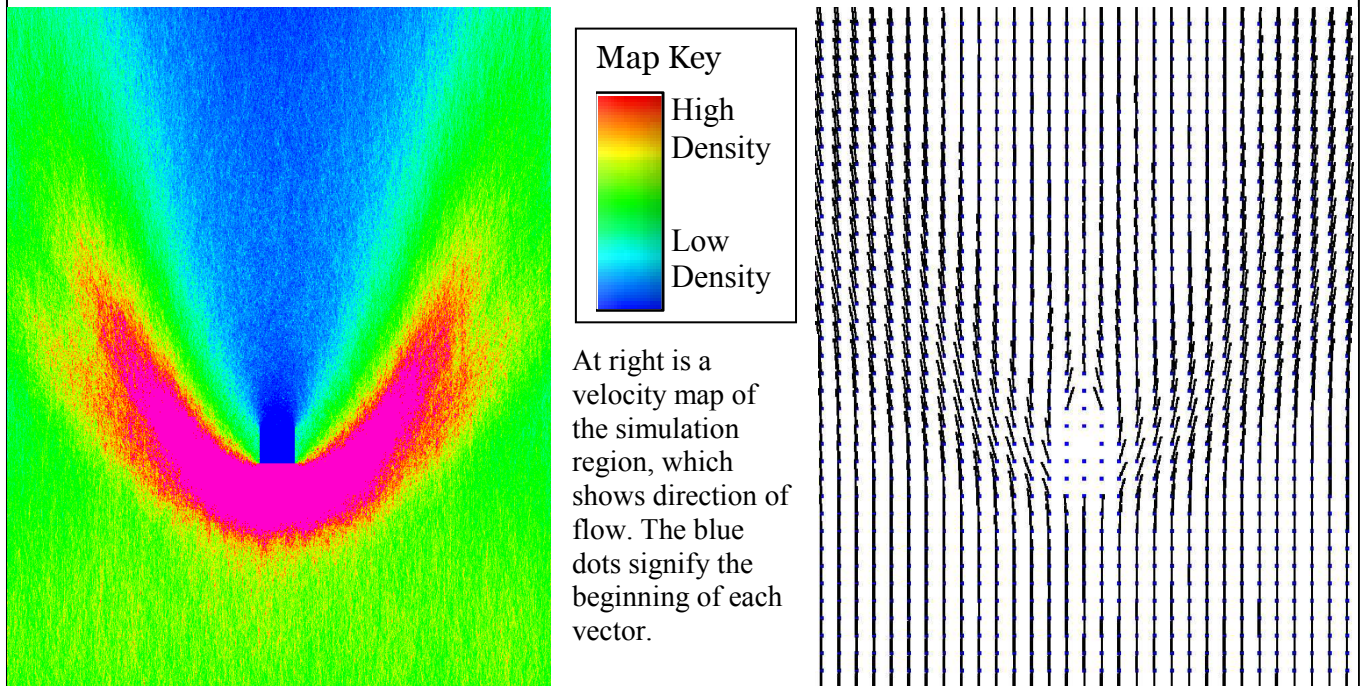 Map Key
High
Density
Low
Density
At right is a
velocity map of
the simulation
region, which
shows direction of
flow. The blue
dots signify the
beginning of each
vector.